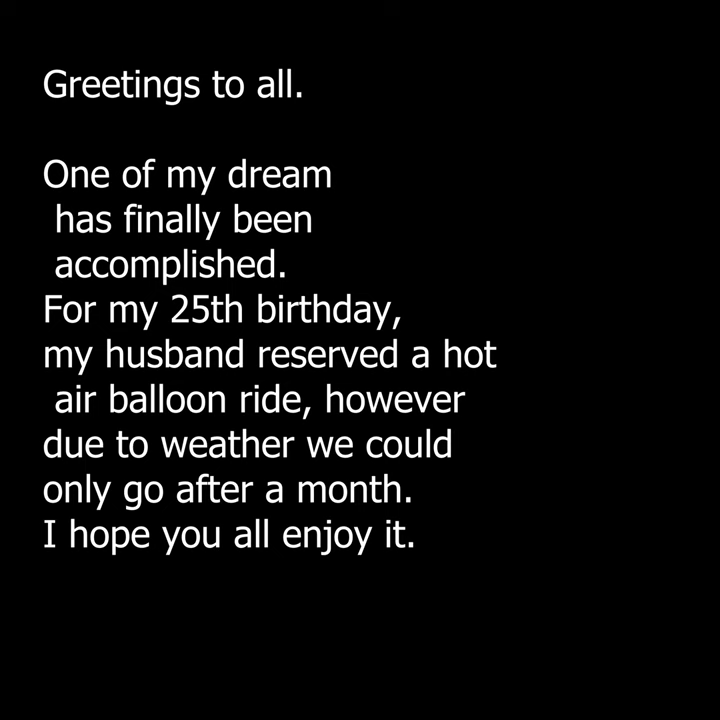 Greetings to all.
One of my dream
has finally been
accomplished.
For my 25th birthday,
my husband reserved a hot
air balloon ride, however
due to weather we could
only go after a month.
I hope you all enjoy it.